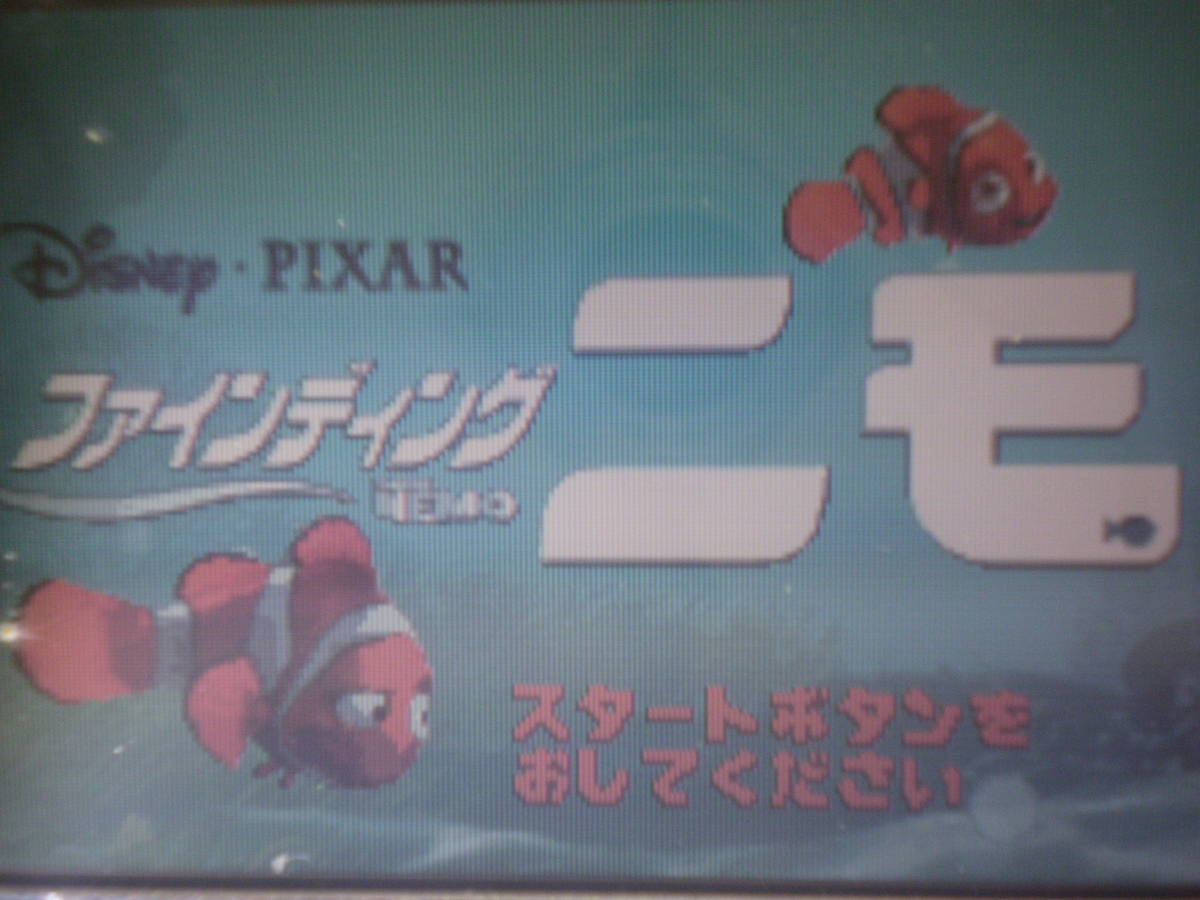 Disney · PIXAR
ファインディング
ニモ
NEMO
スタートボタンを
おしてください